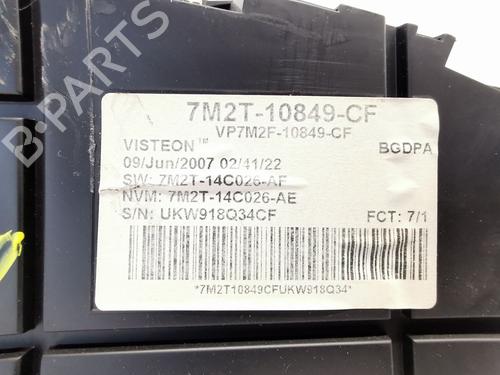 7M2T-10849-CF
VP7M2F-10849-CF
VISTEON™ BGDPA
09/Jun/2007 02/41/22
SW: 7M2T-14C026-AF
NVM: 7M2T-14C026-AE
S/N: UKW918Q34CF FCT: 7/1
*7M2T10849CFUKW918Q34*
B-PARTS